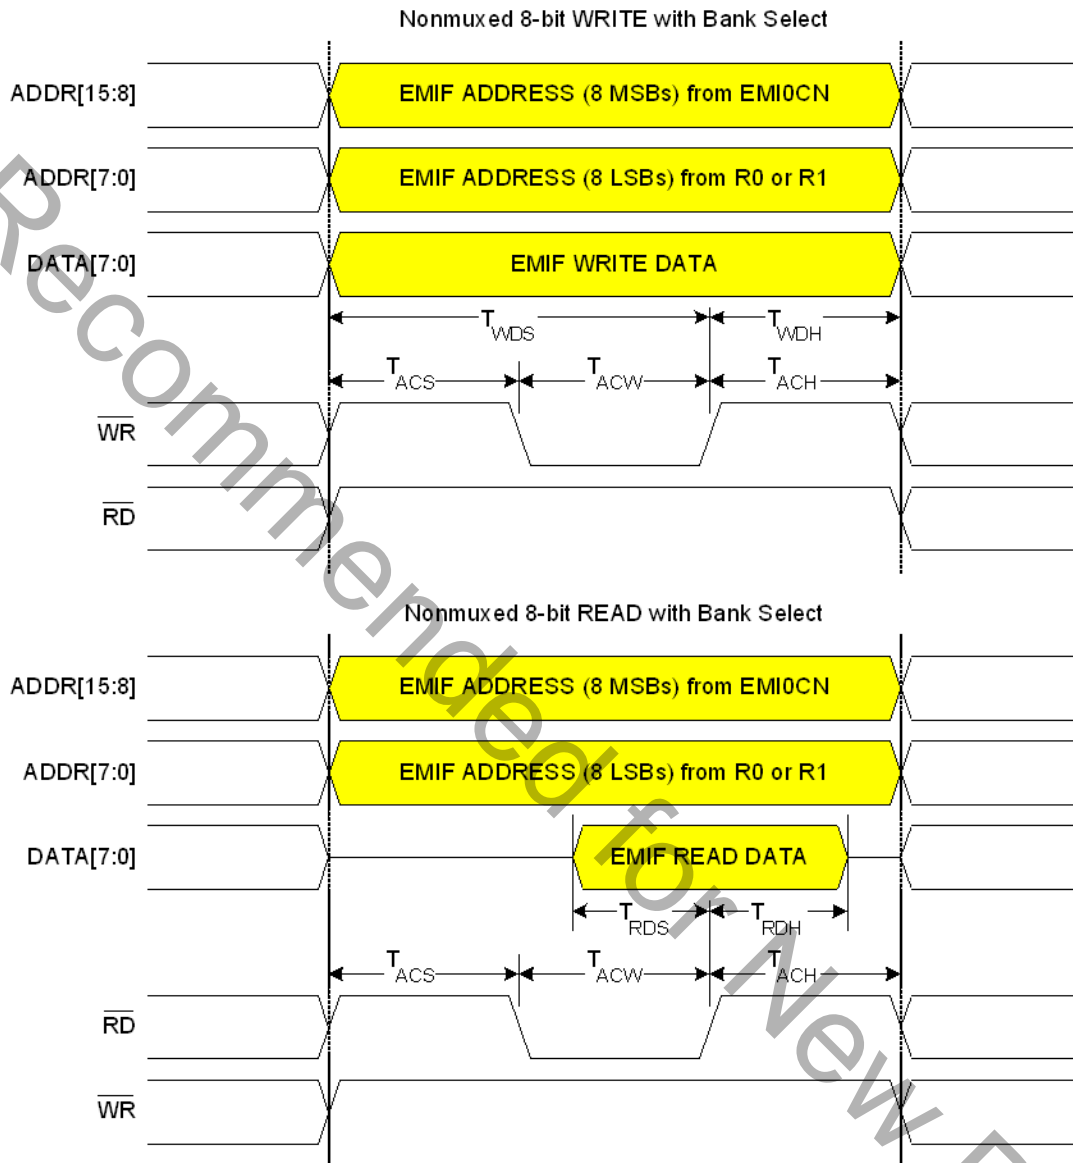 Nonmuxed 8-bit WRITE with Bank Select
ADDR[15:8]
EMIF ADDRESS (8 MSBs) from EMI0CN
ADDR[7:0]
EMIF ADDRESS (8 LSBs) from R0 or R1
DATA[7:0]
EMIF WRITE DATA
TWDS
TWDH
TACS
TACW
TACH
WR
RD
Nonmuxed 8-bit READ with Bank Select
ADDR[15:8]
EMIF ADDRESS (8 MSBs) from EMI0CN
ADDR[7:0]
EMIF ADDRESS (8 LSBs) from R0 or R1
DATA[7:0]
EMIF READ DATA
TRDS
TRDH
TACS
TACW
TACH
RD
WR
Recommended for New